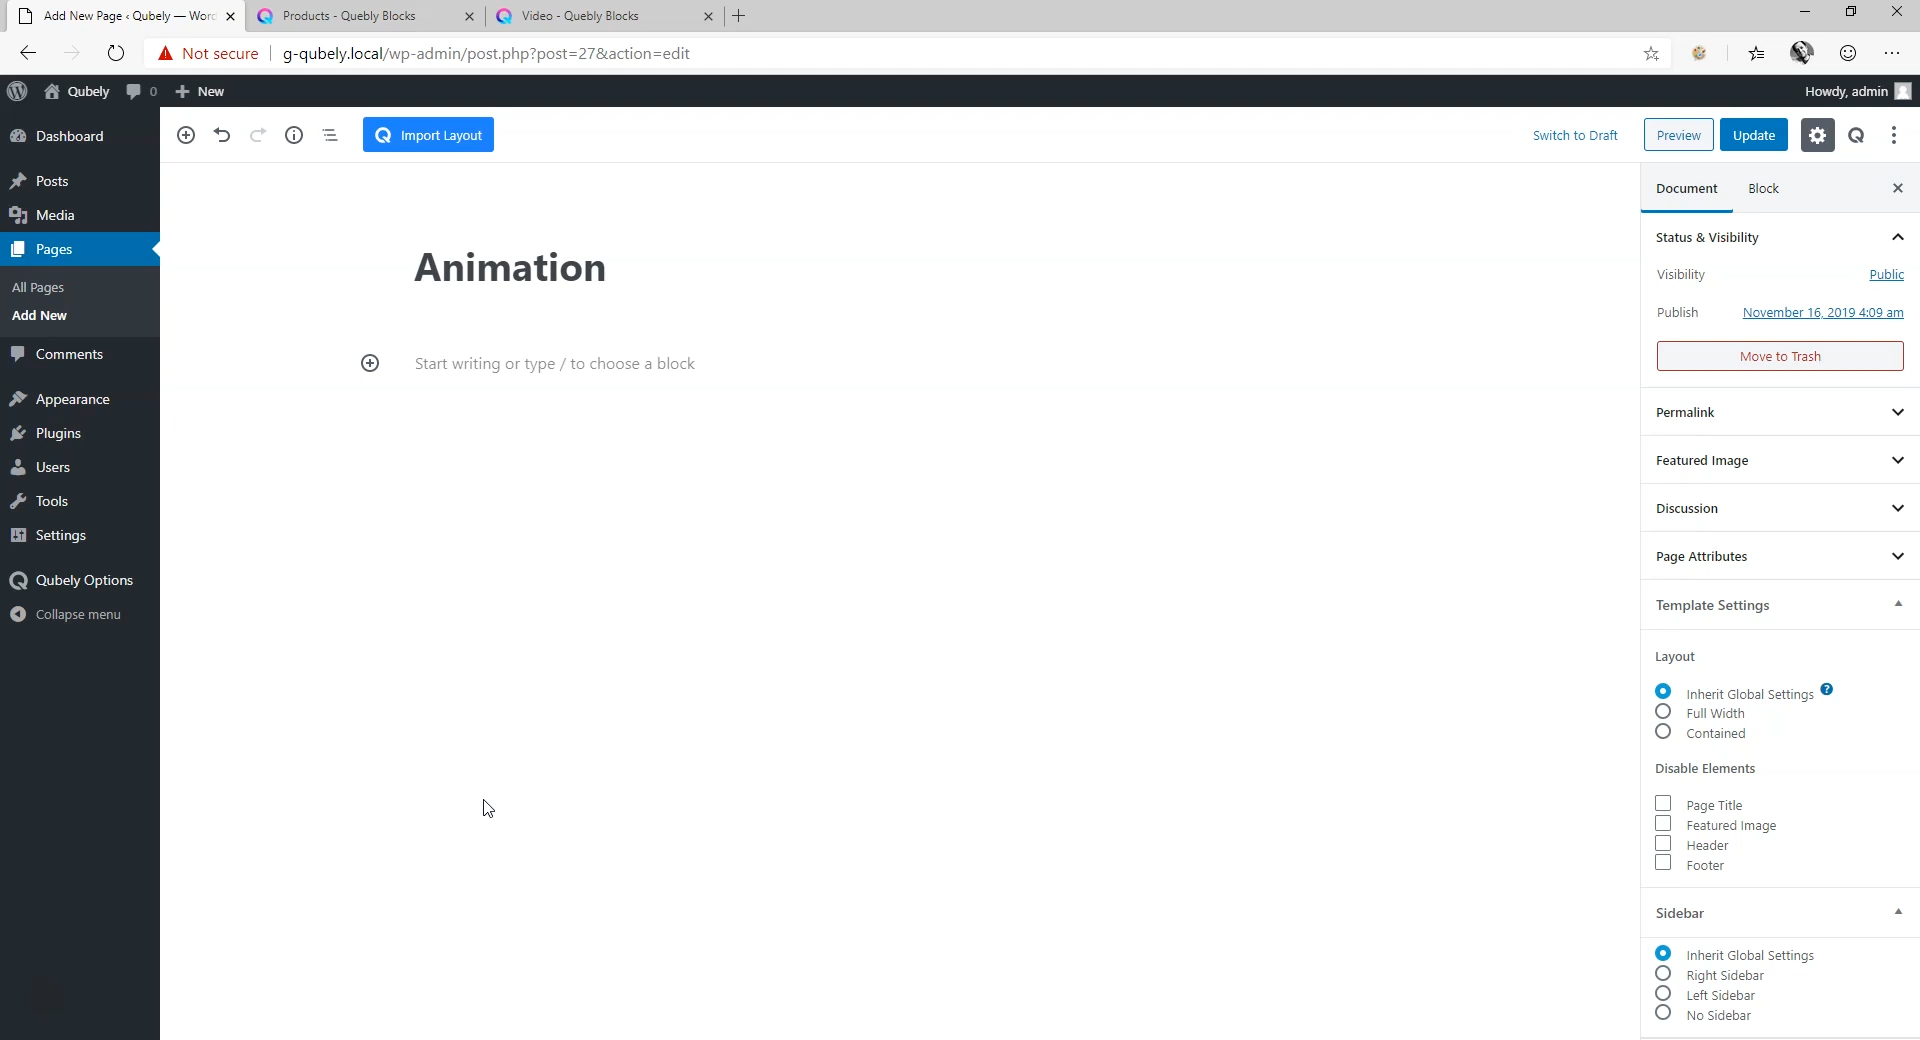 Add New Page ‹ Qubely — Word
Products - Quebly Blocks
Video - Quebly Blocks
Not secure
g-qubely.local/wp-admin/post.php?post=27&action=edit
Qubely
0
New
Howdy, admin
Dashboard
Posts
Media
Pages
All Pages
Add New
Comments
Appearance
Plugins
Users
Tools
Settings
Qubely Options
Collapse menu
Import Layout
Switch to Draft
Preview
Update
Animation
Start writing or type / to choose a block
Document
Block
Status & Visibility
Visibility
Public
Publish
November 16, 2019 4:09 am
Move to Trash
Permalink
Featured Image
Discussion
Page Attributes
Template Settings
Layout
Inherit Global Settings ?
Full Width
Contained
Disable Elements
Page Title
Featured Image
Header
Footer
Sidebar
Inherit Global Settings
Right Sidebar
Left Sidebar
No Sidebar